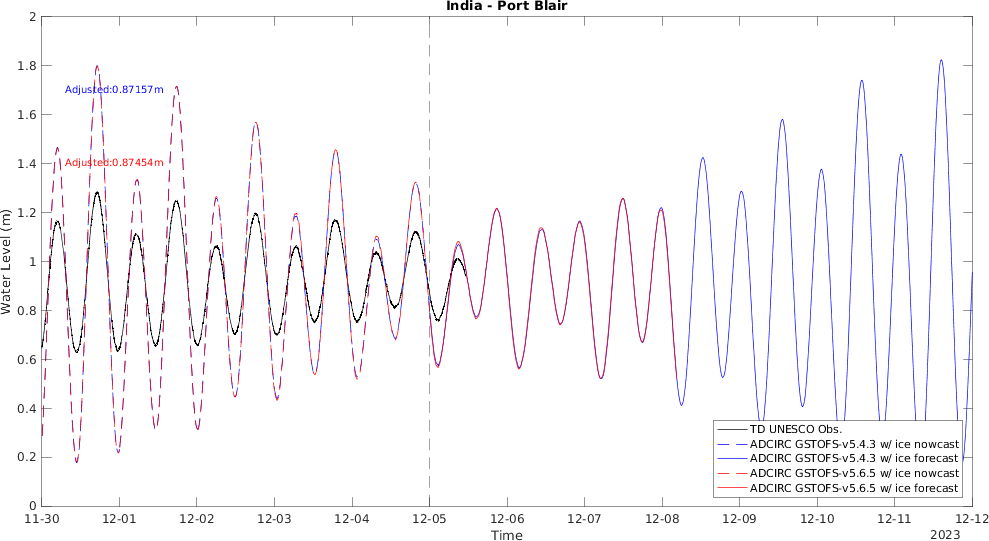 India - Port Blair
2
1.8
1.6
1.4
1.2
1
0.8
0.6
0.4
0.2
0
Water Level (m)
Adjusted:0.87157m
Adjusted:0.87454m
TD UNESCO Obs.
ADCIRC GSTOFS-v5.4.3 w/ ice nowcast
ADCIRC GSTOFS-v5.4.3 w/ ice forecast
ADCIRC GSTOFS-v5.6.5 w/ ice nowcast
ADCIRC GSTOFS-v5.6.5 w/ ice forecast
11-30 12-01 12-02 12-03 12-04 12-05 12-06 12-07 12-08 12-09 12-10 12-11 12-12
Time
2023